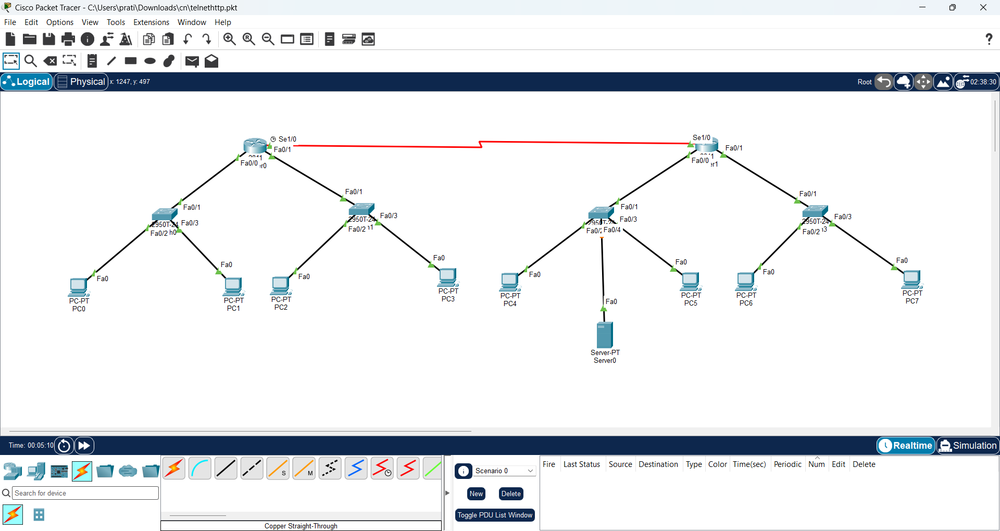 Cisco Packet Tracer - C:\Users\prati\Downloads\cn\telnethttp.pkt
File Edit Options View Tools Extensions Window Help
?
Logical Physical x: 1247, y: 497 Root 02:38:30
Se1/0
Fa0/1
Fa0/0
Se1/0
Fa0/1
Fa0/0
Fa0/1
2950T-24
Fa0/3
Fa0/2
Fa0/1
2950T-24
Fa0/3
Fa0/2
Fa0/1
Fa0/3
Fa0/4
Fa0/1
2950T-24
Fa0/3
Fa0/2
Fa0
PC-PT
PC0
Fa0
PC-PT
PC1
Fa0
PC-PT
PC2
Fa0
PC-PT
PC3
Fa0
PC-PT
PC4
Fa0
PC-PT
PC5
Fa0
PC-PT
PC6
Fa0
PC-PT
PC7
Fa0
Server-PT
Server0
Time: 00:05:10 Realtime Simulation
S M
Search for device
Copper Straight-Through
Scenario 0
New Delete
Toggle PDU List Window
Fire Last Status Source Destination Type Color Time(sec) Periodic Num Edit Delete